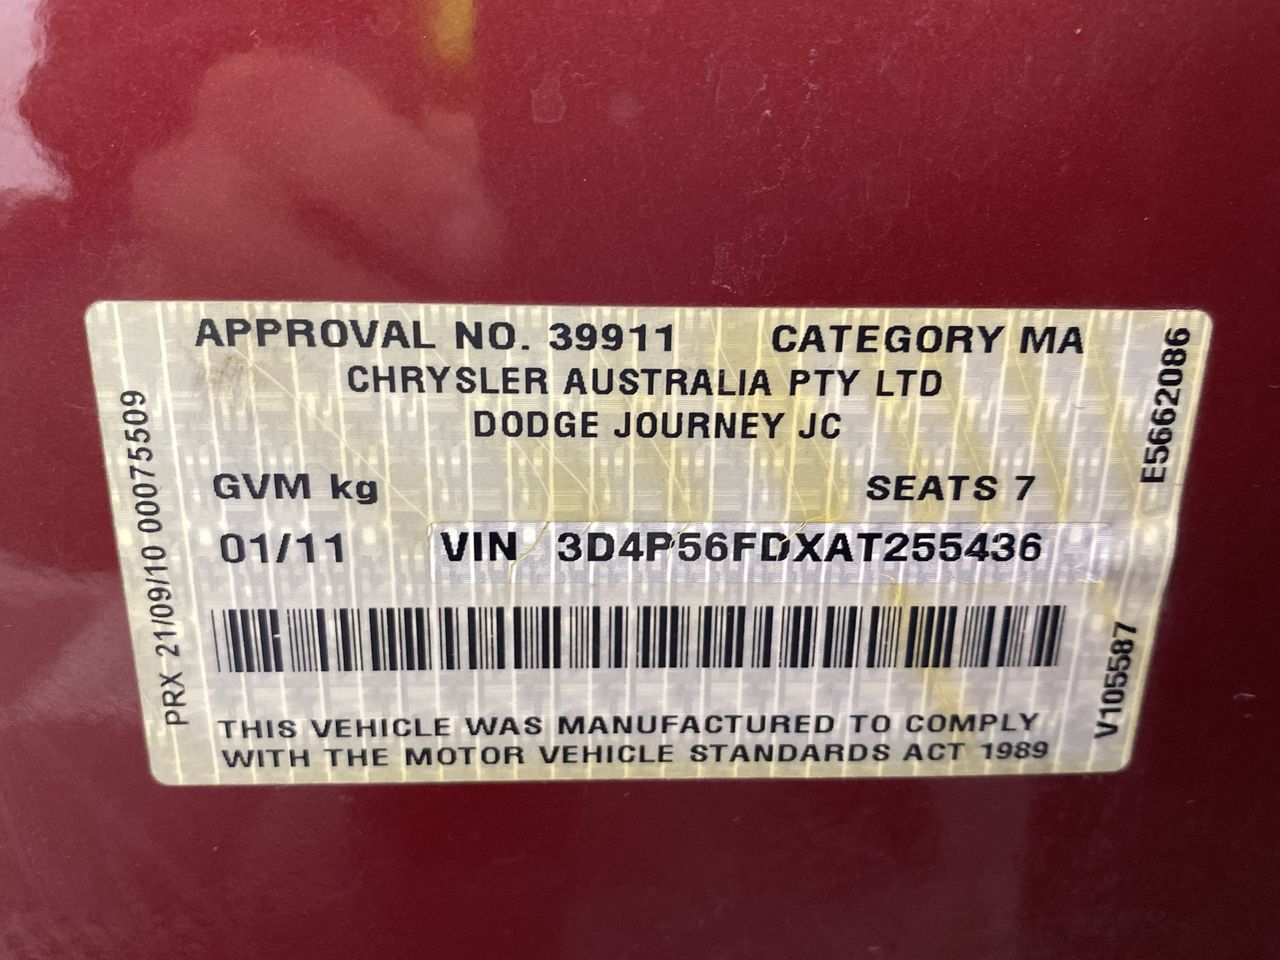 APPROVAL NO. 39911 CATEGORY MA
CHRYSLER AUSTRALIA PTY LTD
DODGE JOURNEY JC
GVM kg SEATS 7
01/11 VIN 3D4P56FDXAT255436
THIS VEHICLE WAS MANUFACTURED TO COMPLY
WITH THE MOTOR VEHICLE STANDARDS ACT 1989
PRX 21/09/10 00075509
E5662086
V105587